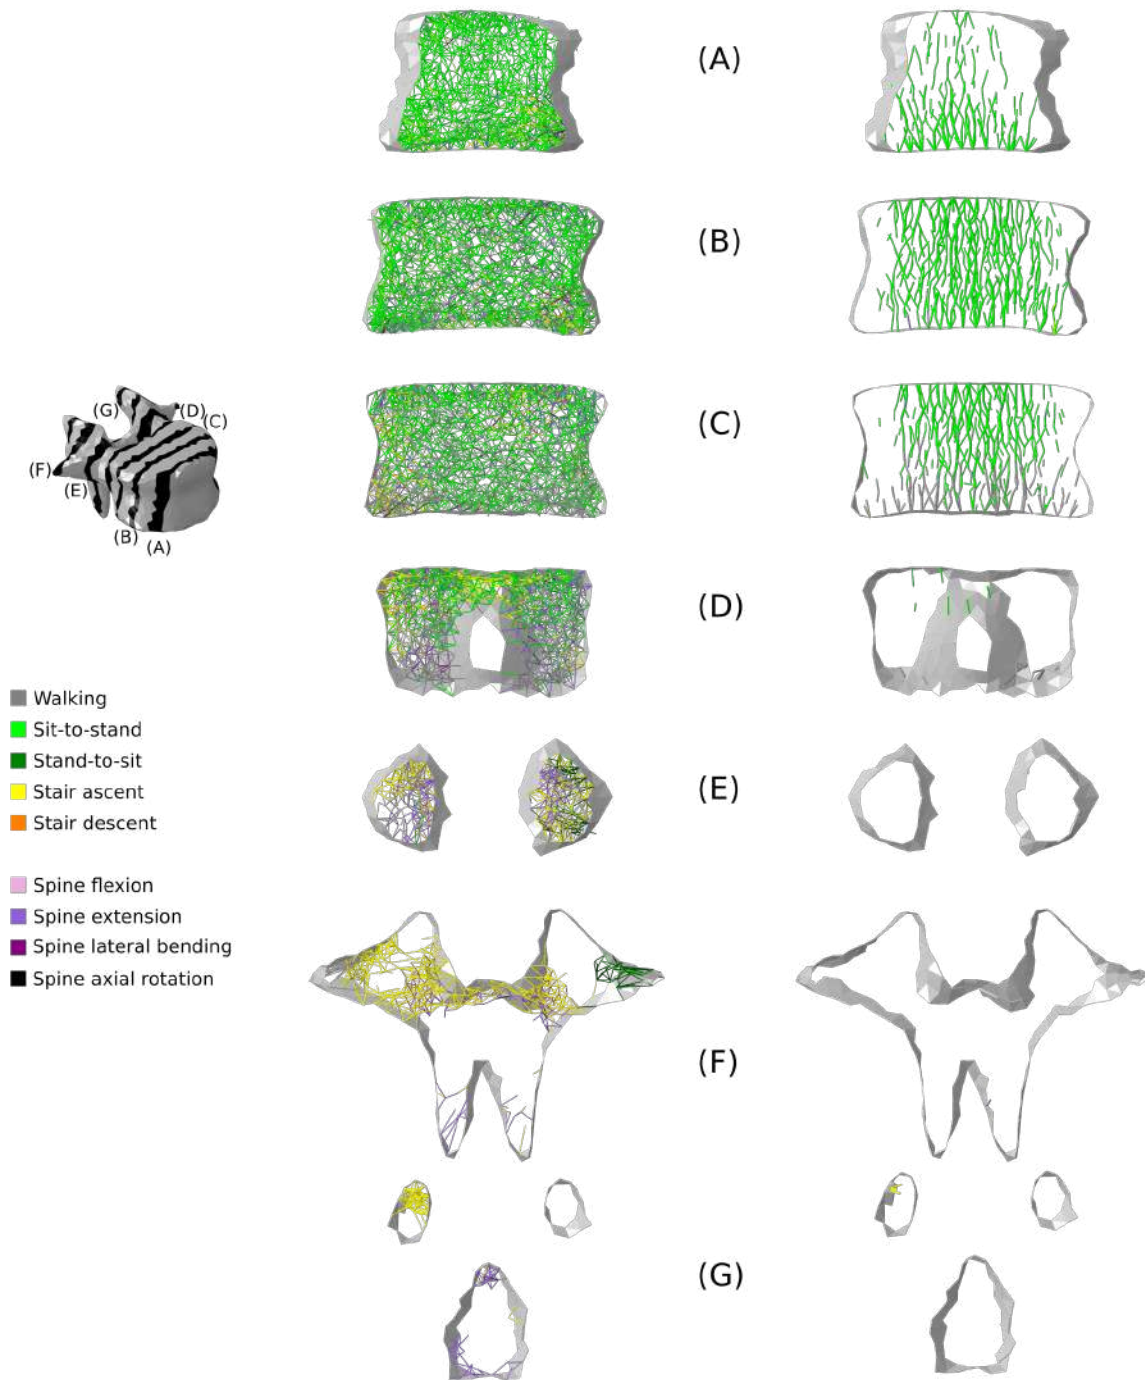 (A)
(B)
(C)
(G)
(D)
(C)
(F)
(E)
(B)
(A)
(D)
Walking
Sit-to-stand
Stand-to-sit
Stair ascent
Stair descent
(E)
Spine flexion
Spine extension
Spine lateral bending
Spine axial rotation
(F)
(G)